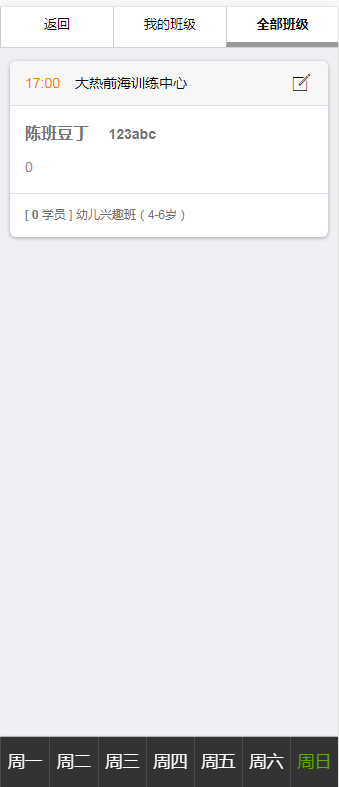 返回 我的班级 全部班级
17:00 大热前海训练中心
陈班豆丁 123abc
0
[ 0 学员 ] 幼儿兴趣班（4-6岁）
周一 周二 周三 周四 周五 周六 周日